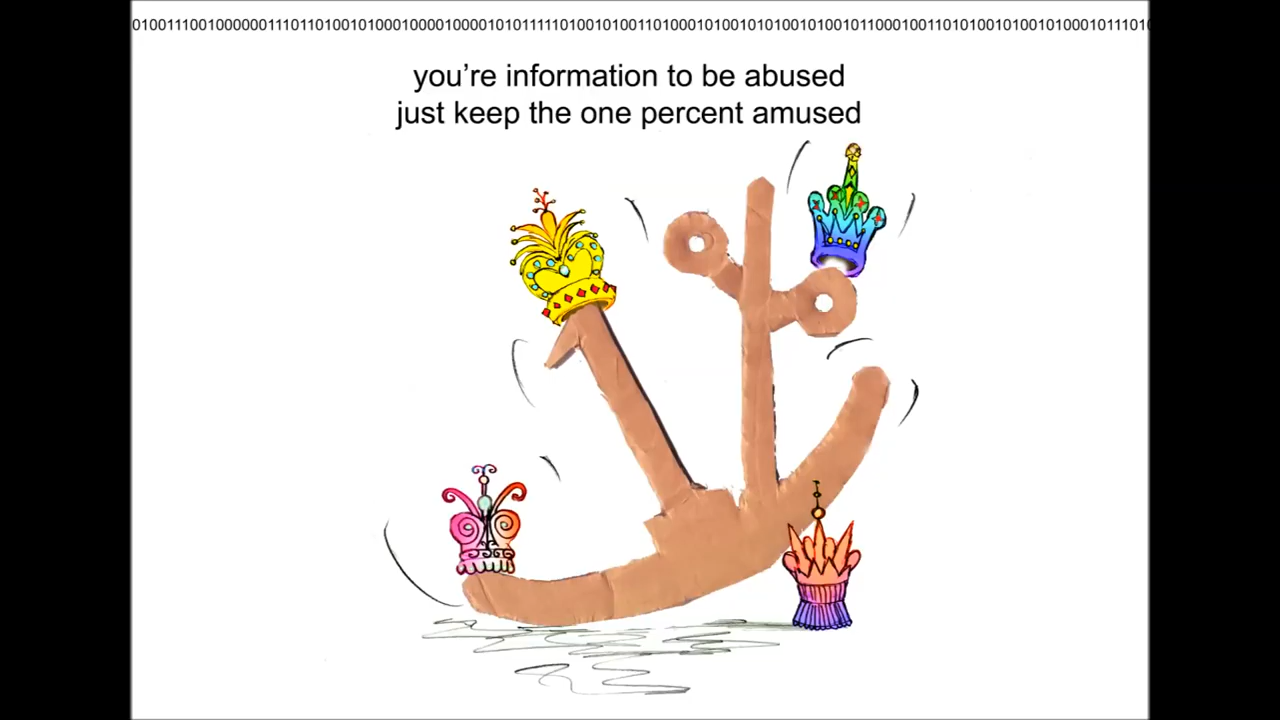 you're information to be abused
just keep the one percent amused